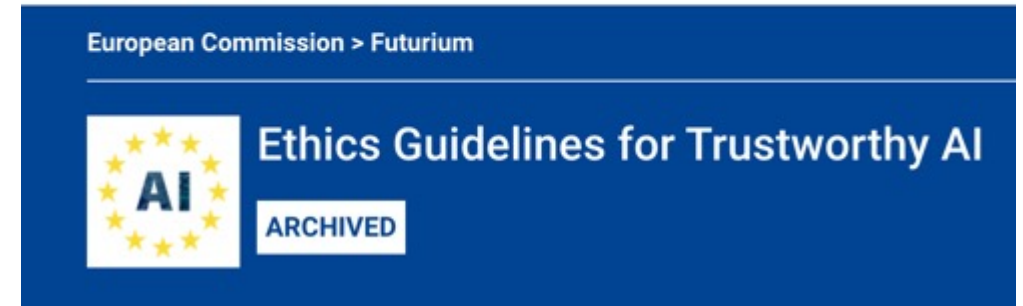 European Commission > Futurium
Ethics Guidelines for Trustworthy AI
AI
ARCHIVED